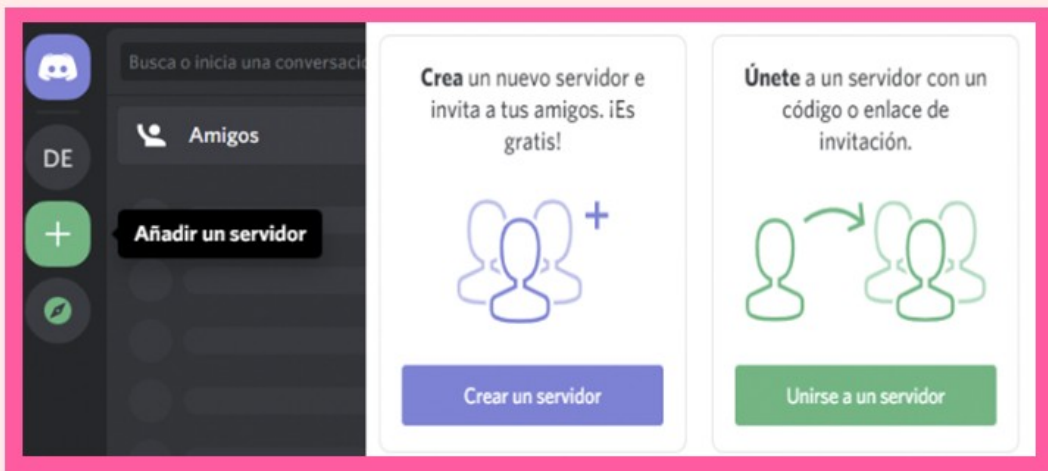 Busca o inicia una conversació
Amigos
DE
Añadir un servidor
Crea un nuevo servidor e
invita a tus amigos. ¡Es
gratis!
Crear un servidor
Únete a un servidor con un
código o enlace de
invitación.
Unirse a un servidor